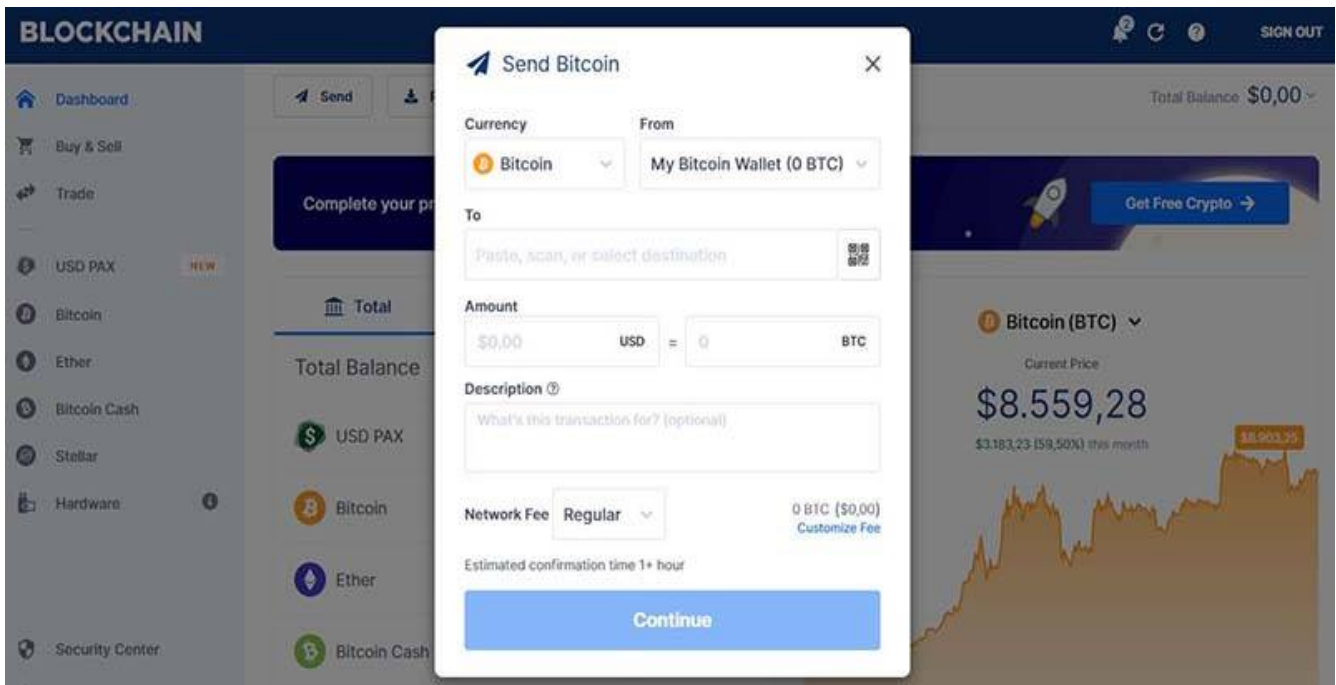 BLOCKCHAIN
2
SIGN OUT
Dashboard
Buy & Sell
Trade
USD PAX NEW
Bitcoin
Ether
Bitcoin Cash
Stellar
Hardware
Security Center
Send
Total Balance $0,00
Complete your pr
Get Free Crypto →
Total
Total Balance
USD PAX
Bitcoin
Ether
Bitcoin Cash
Send Bitcoin
Currency From
Bitcoin My Bitcoin Wallet (0 BTC)
To
Paste, scan, or select destination
Amount
$0.00 USD = 0 BTC
Description
What's this transaction for? (optional)
Network Fee Regular 0 BTC ($0,00)
Customize Fee
Estimated confirmation time 1+ hour
Continue
Bitcoin (BTC)
Current Price
$8.559,28
$3.183,23 (59,50%) this month
$8.903,25